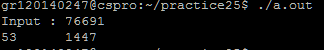 gr120140247@cspro:~/practice25$ ./a.out
Input : 76691
53      1447